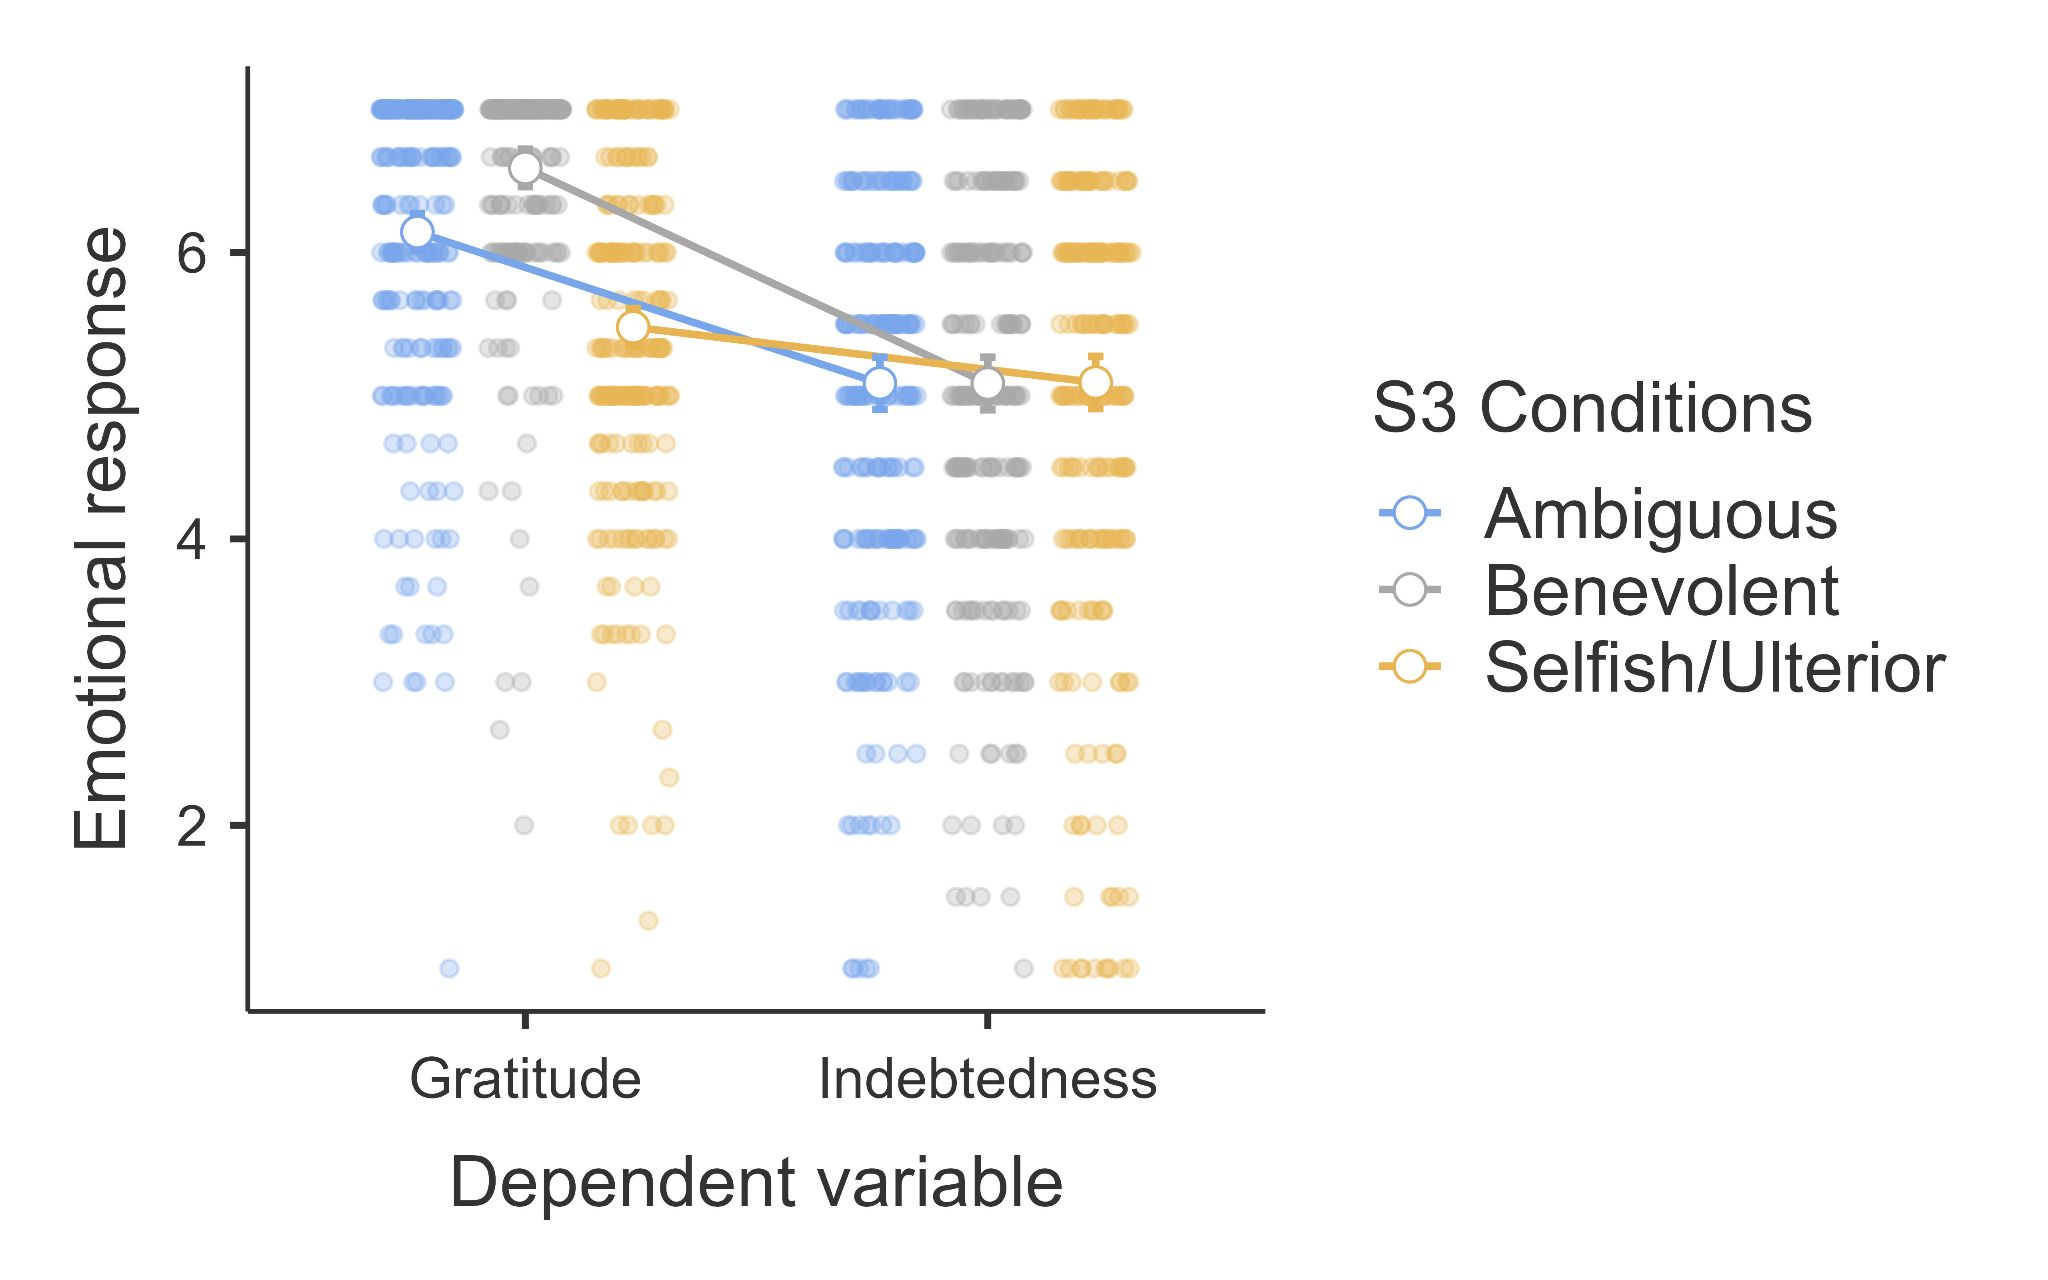 Emotional response
6
4
2
Gratitude
Indebtedness
Dependent variable
S3 Conditions
Ambiguous
Benevolent
Selfish/Ulterior